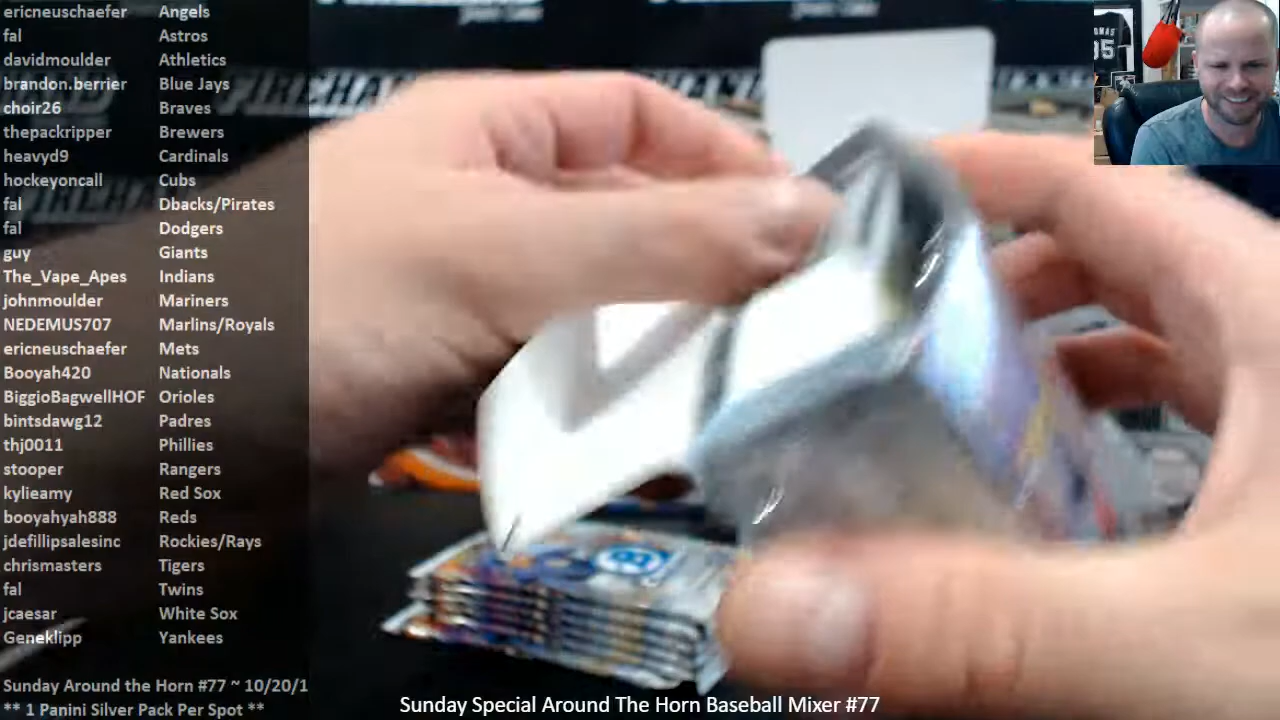 ericneuschaefer Angels
fal Astros
davidmoulder Athletics
brandon.berrier Blue Jays
choir26 Braves
thepackripper Brewers
heavyd9 Cardinals
hockeyoncall Cubs
fal Dbacks/Pirates
fal Dodgers
guy Giants
The_Vape_Apes Indians
johnmoulder Mariners
NEDEMUS707 Marlins/Royals
ericneuschaefer Mets
Booyah420 Nationals
BiggioBagwellHOF Orioles
bintsdawg12 Padres
thj0011 Phillies
stooper Rangers
kylieamy Red Sox
booyahyah888 Reds
jdefillipsalesinc Rockies/Rays
chrismasters Tigers
fal Twins
jcaesar White Sox
Geneklipp Yankees
Sunday Around the Horn #77 ~ 10/20/1
** 1 Panini Silver Pack Per Spot **
Sunday Special Around The Horn Baseball Mixer #77